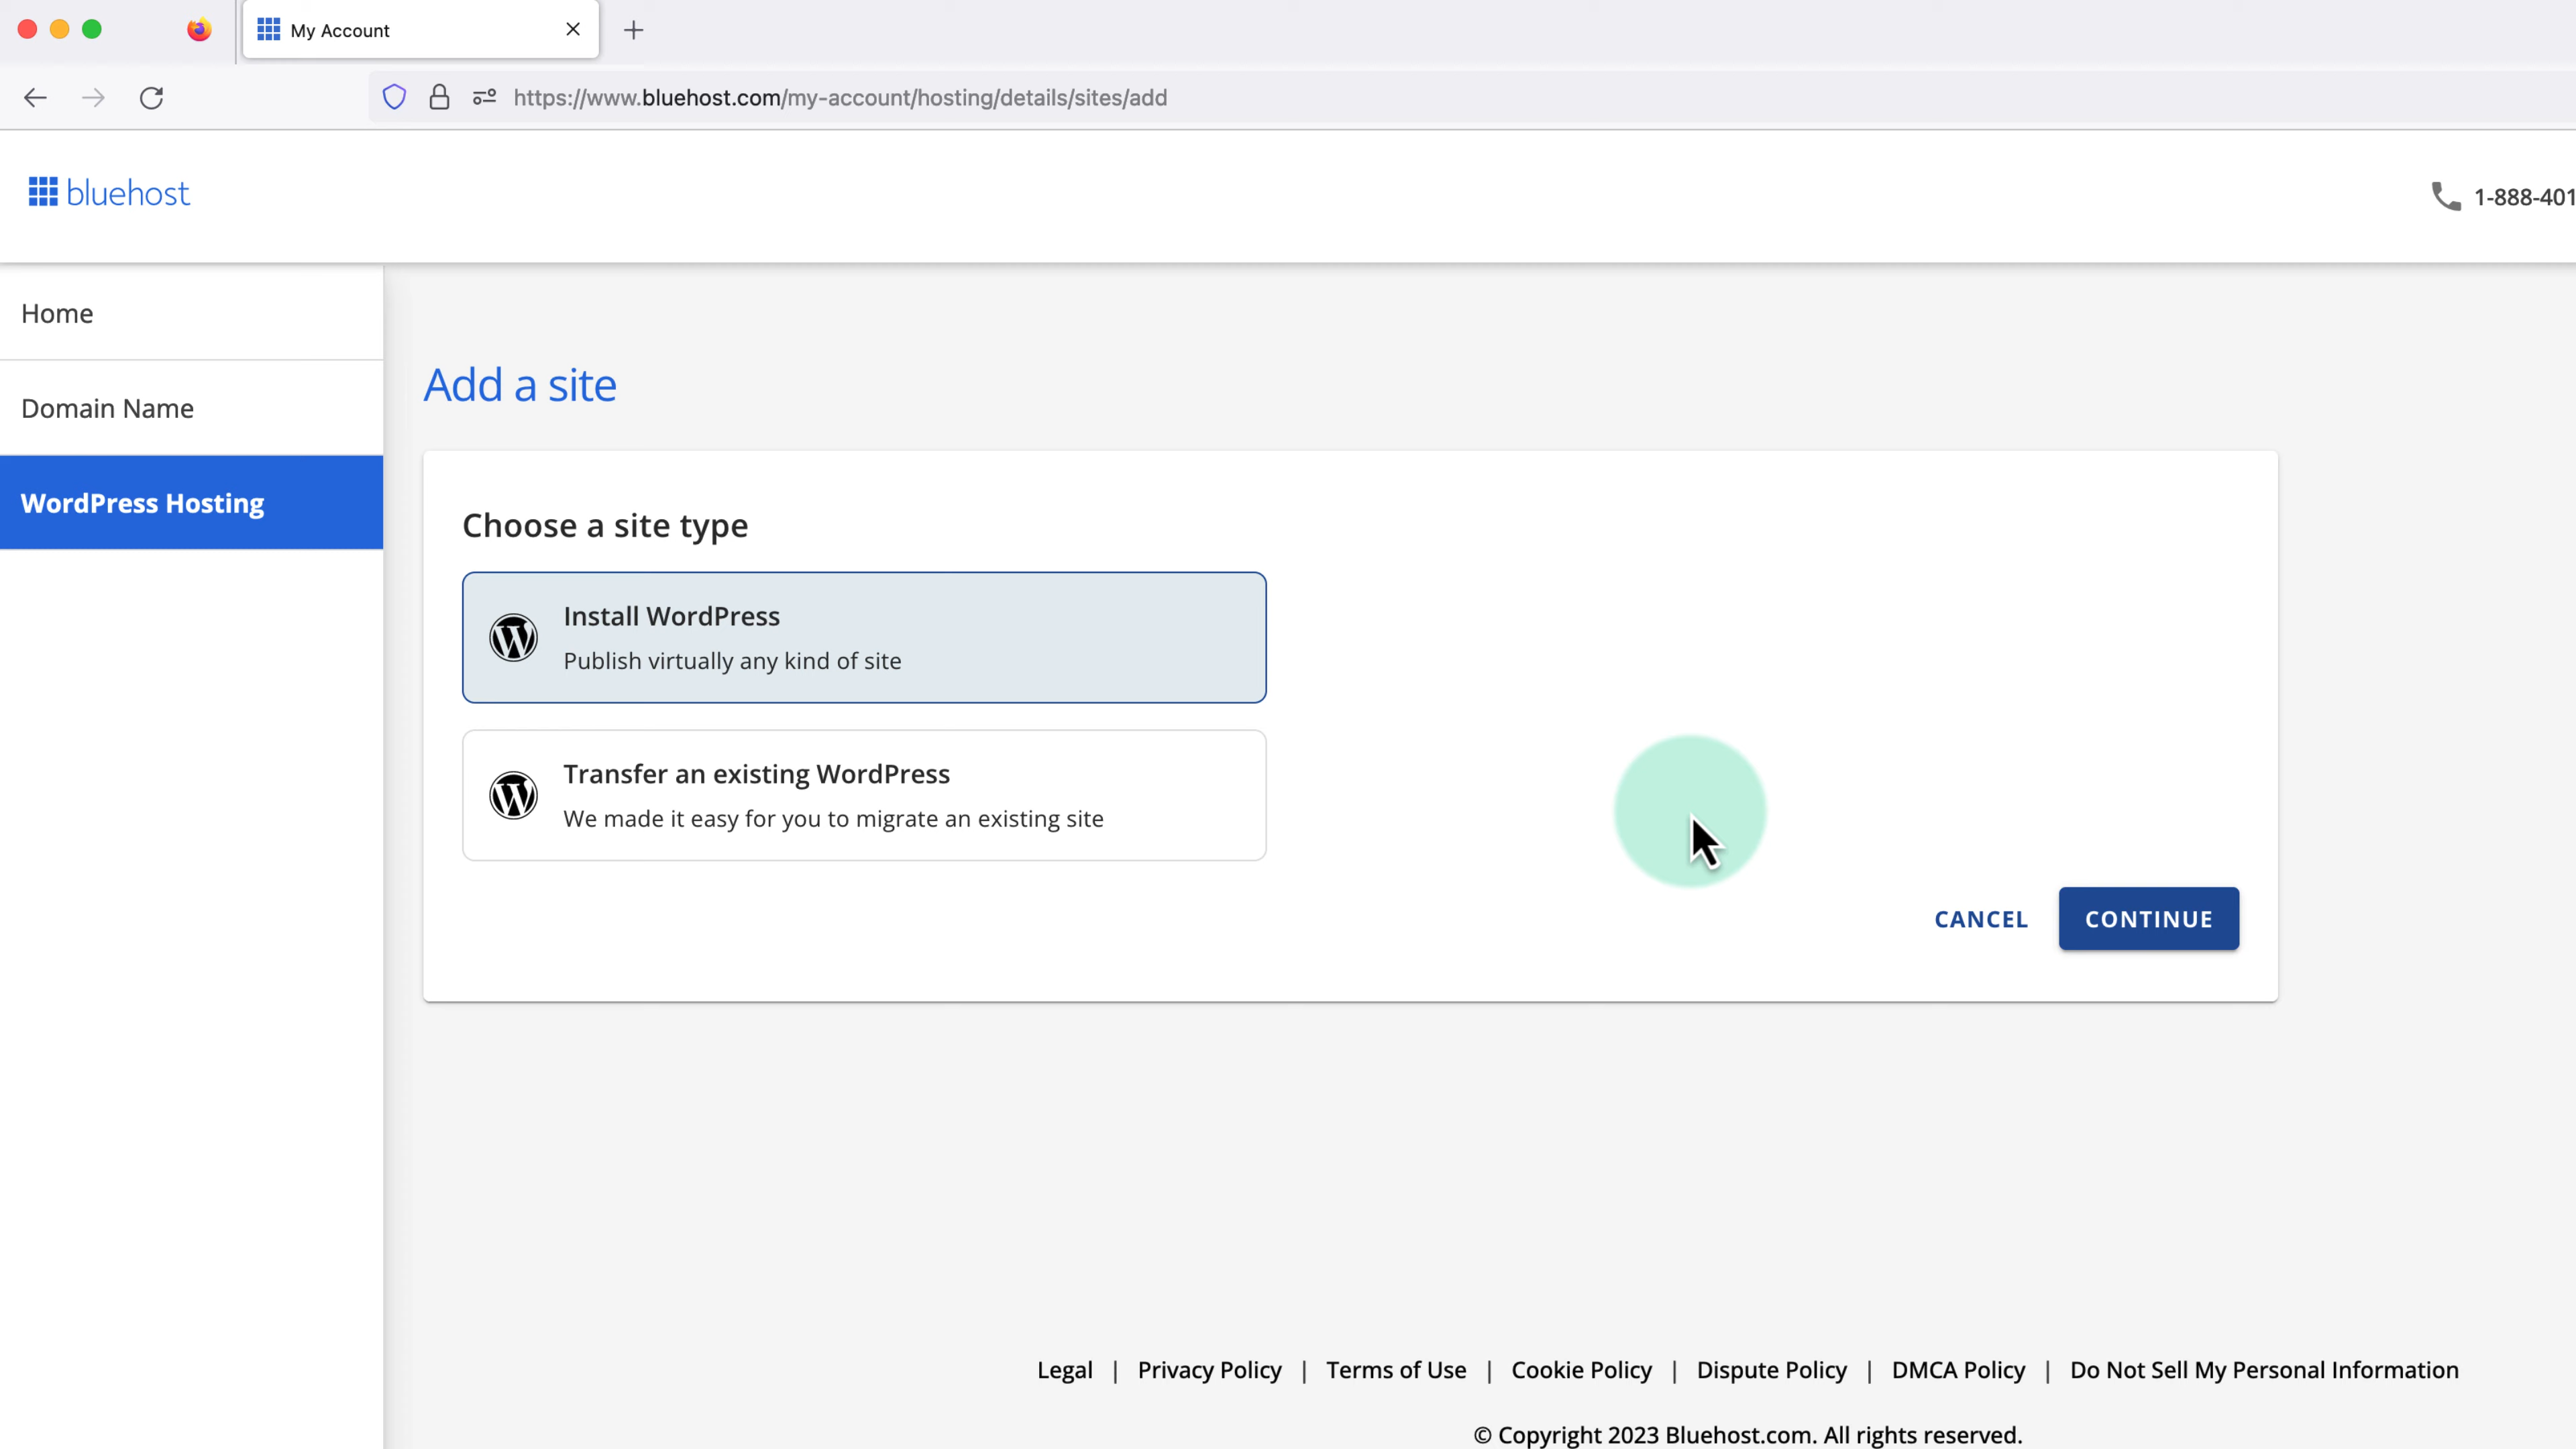 My Account
https://www.bluehost.com/my-account/hosting/details/sites/add
bluehost
1-888-401
Home
Domain Name
WordPress Hosting
Add a site
Choose a site type
Install WordPress
Publish virtually any kind of site
Transfer an existing WordPress
We made it easy for you to migrate an existing site
CANCEL CONTINUE
Legal | Privacy Policy | Terms of Use | Cookie Policy | Dispute Policy | DMCA Policy | Do Not Sell My Personal Information
© Copyright 2023 Bluehost.com. All rights reserved.